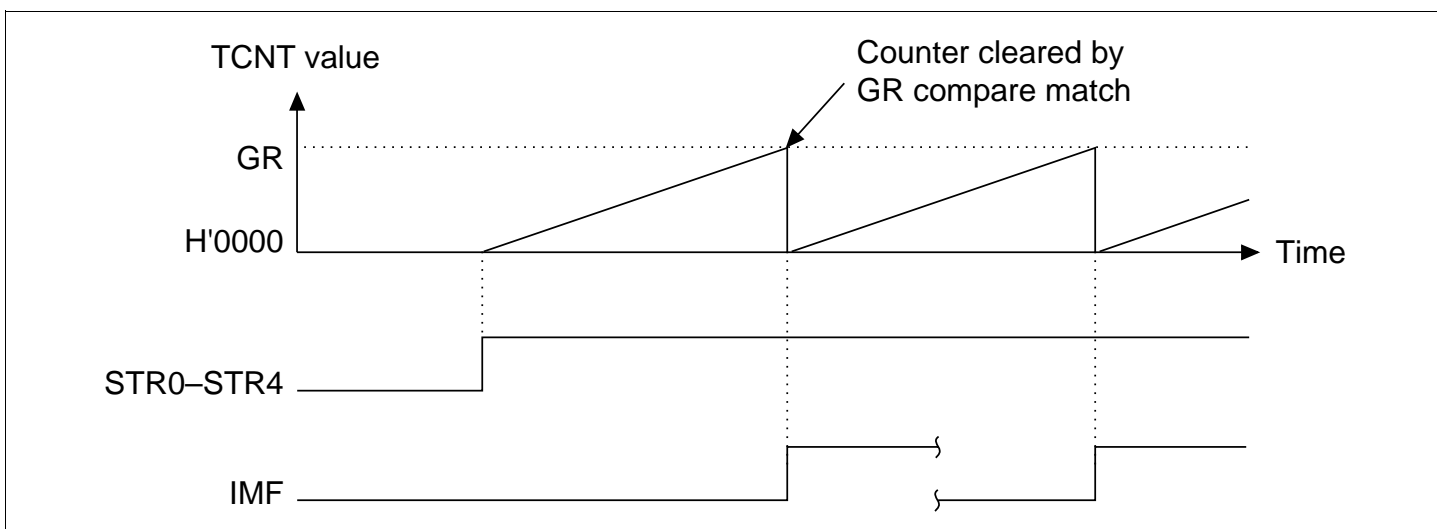 TCNT value
Counter cleared by
GR compare match
GR
H'0000
Time
STR0–STR4
IMF